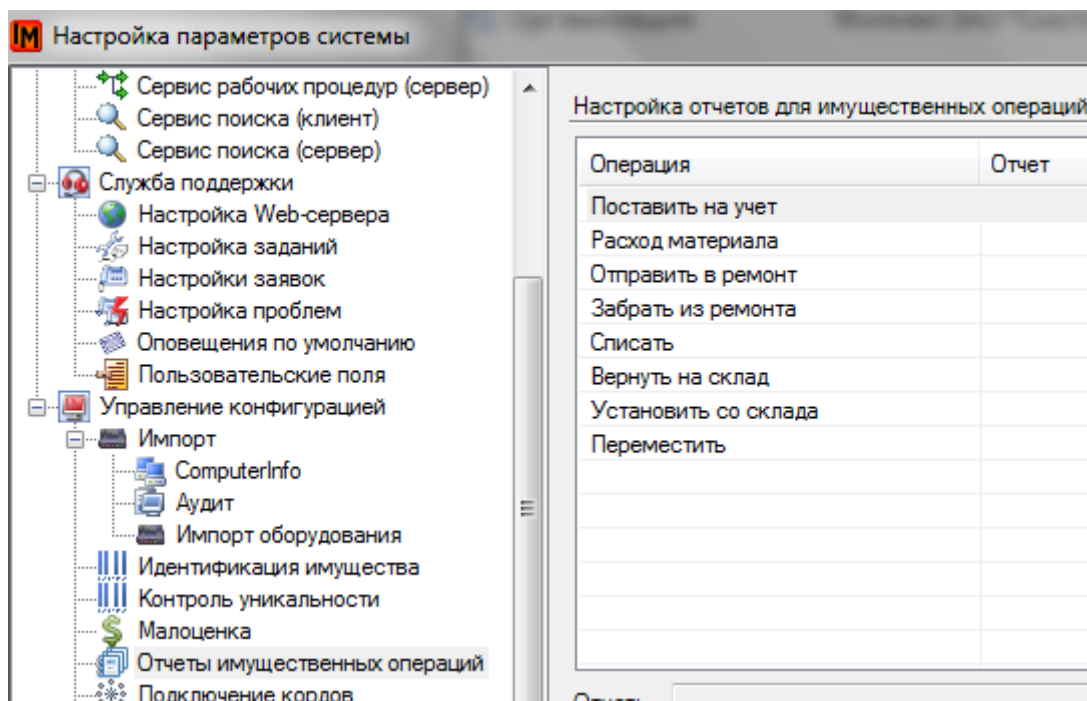 IM Настройка параметров системы
Сервис рабочих процедур (сервер)
Сервис поиска (клиент)
Сервис поиска (сервер)
Служба поддержки
Настройка Web-сервера
Настройка заданий
Настройки заявок
Настройка проблем
Оповещения по умолчанию
Пользовательские поля
Управление конфигурацией
Импорт
ComputerInfo
Аудит
Импорт оборудования
Идентификация имущества
Контроль уникальности
Малоценка
Отчеты имущественных операций
Подключение кордов
Настройка отчетов для имущественных операций
Операция Отчет
Поставить на учет
Расход материала
Отправить в ремонт
Забрать из ремонта
Списать
Вернуть на склад
Установить со склада
Переместить